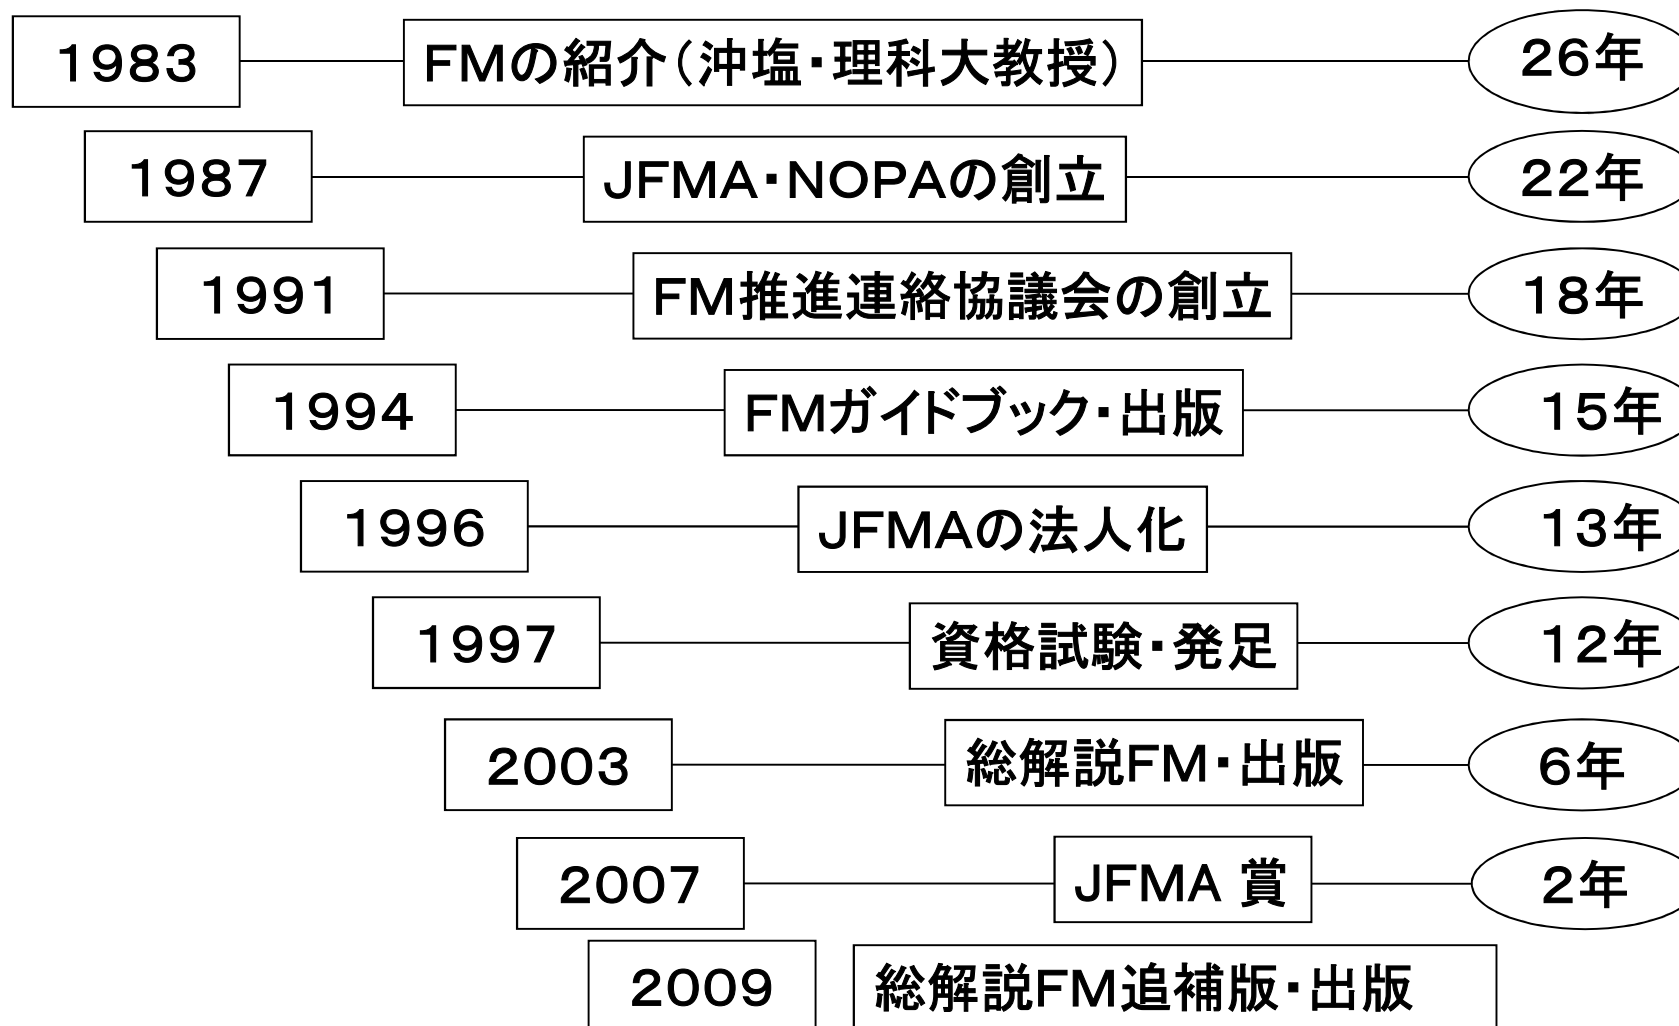 1983 FMの紹介(沖塩・理科大教授) 26年
1987 JFMA・NOPAの創立 22年
1991 FM推進連絡協議会の創立 18年
1994 FMガイドブック・出版 15年
1996 JFMAの法人化 13年
1997 資格試験・発足 12年
2003 総解説FM・出版 6年
2007 JFMA 賞 2年
2009 総解説FM追補版・出版